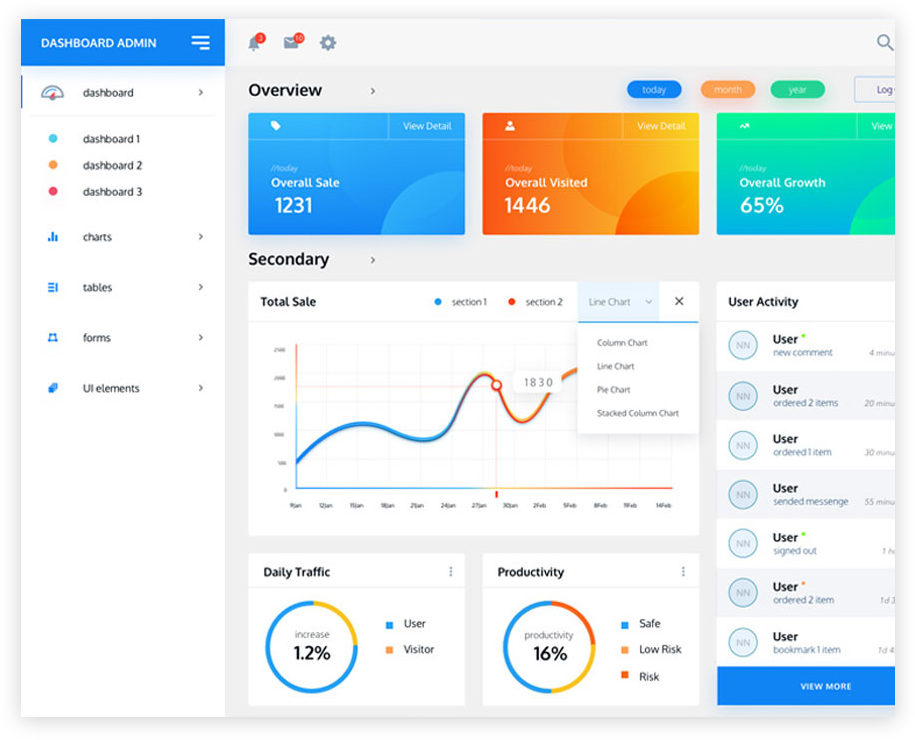 DASHBOARD ADMIN
3
10
dashboard
dashboard 1
dashboard 2
dashboard 3
charts
tables
forms
UI elements
Overview
today
month
year
Log
View Detail
//today
Overall Sale
1231
View Detail
//today
Overall Visited
1446
View
//today
Overall Growth
65%
Secondary
Total Sale
section 1
section 2
Line Chart
Column Chart
Line Chart
Pie Chart
Stacked Column Chart
2500
2000
1500
1000
500
0
1830
9Jan
12Jan
15Jan
18Jan
21Jan
24Jan
27Jan
30Jan
2Feb
5Feb
8Feb
11Feb
14Feb
User Activity
NN
User
new comment
4 minu
NN
User
ordered 2 items
20 minu
NN
User
ordered 1 item
30 minu
NN
User
sended messenge
55 minu
NN
User
signed out
1 h
NN
User
ordered 2 item
1d 3
NN
User
bookmark 1 item
1d 4
VIEW MORE
Daily Traffic
increase
1.2%
User
Visitor
Productivity
productivity
16%
Safe
Low Risk
Risk